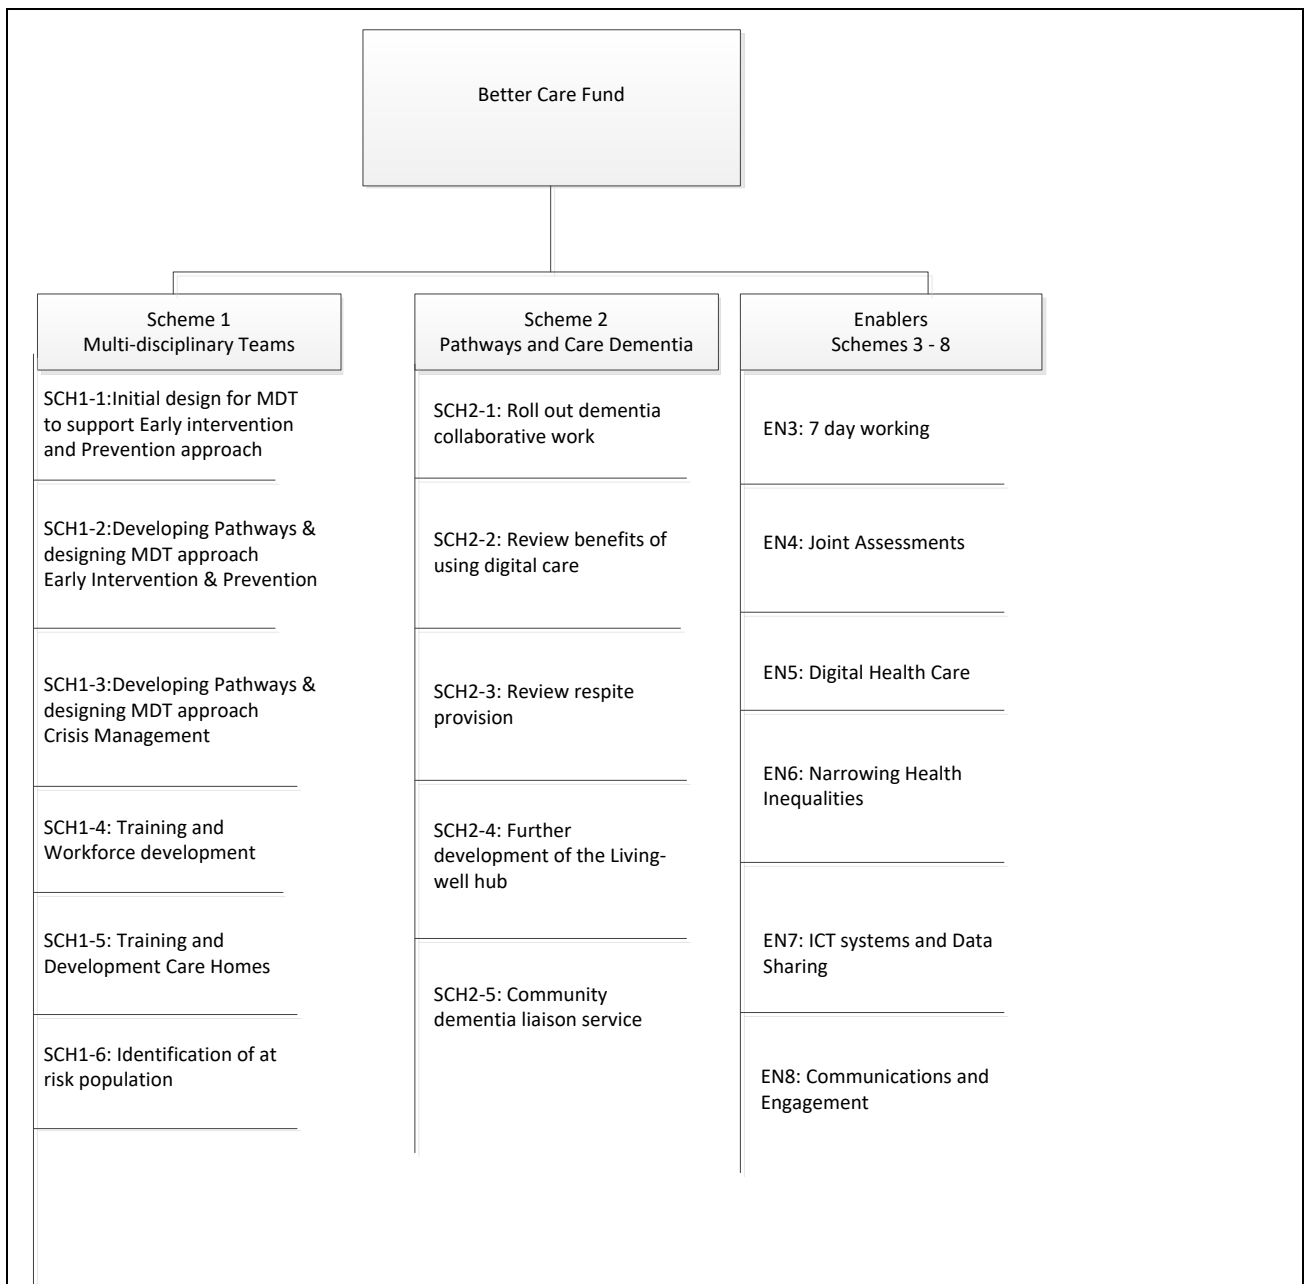 Better Care Fund
Scheme 1
Multi-disciplinary Teams
SCH1-1:Initial design for MDT
to support Early intervention
and Prevention approach
SCH1-2:Developing Pathways &
designing MDT approach
Early Intervention & Prevention
SCH1-3:Developing Pathways &
designing MDT approach
Crisis Management
SCH1-4: Training and
Workforce development
SCH1-5: Training and
Development Care Homes
SCH1-6: Identification of at
risk population
Scheme 2
Pathways and Care Dementia
SCH2-1: Roll out dementia
collaborative work
SCH2-2: Review benefits of
using digital care
SCH2-3: Review respite
provision
SCH2-4: Further
development of the Living-
well hub
SCH2-5: Community
dementia liaison service
Enablers
Schemes 3 - 8
EN3: 7 day working
EN4: Joint Assessments
EN5: Digital Health Care
EN6: Narrowing Health
Inequalities
EN7: ICT systems and Data
Sharing
EN8: Communications and
Engagement